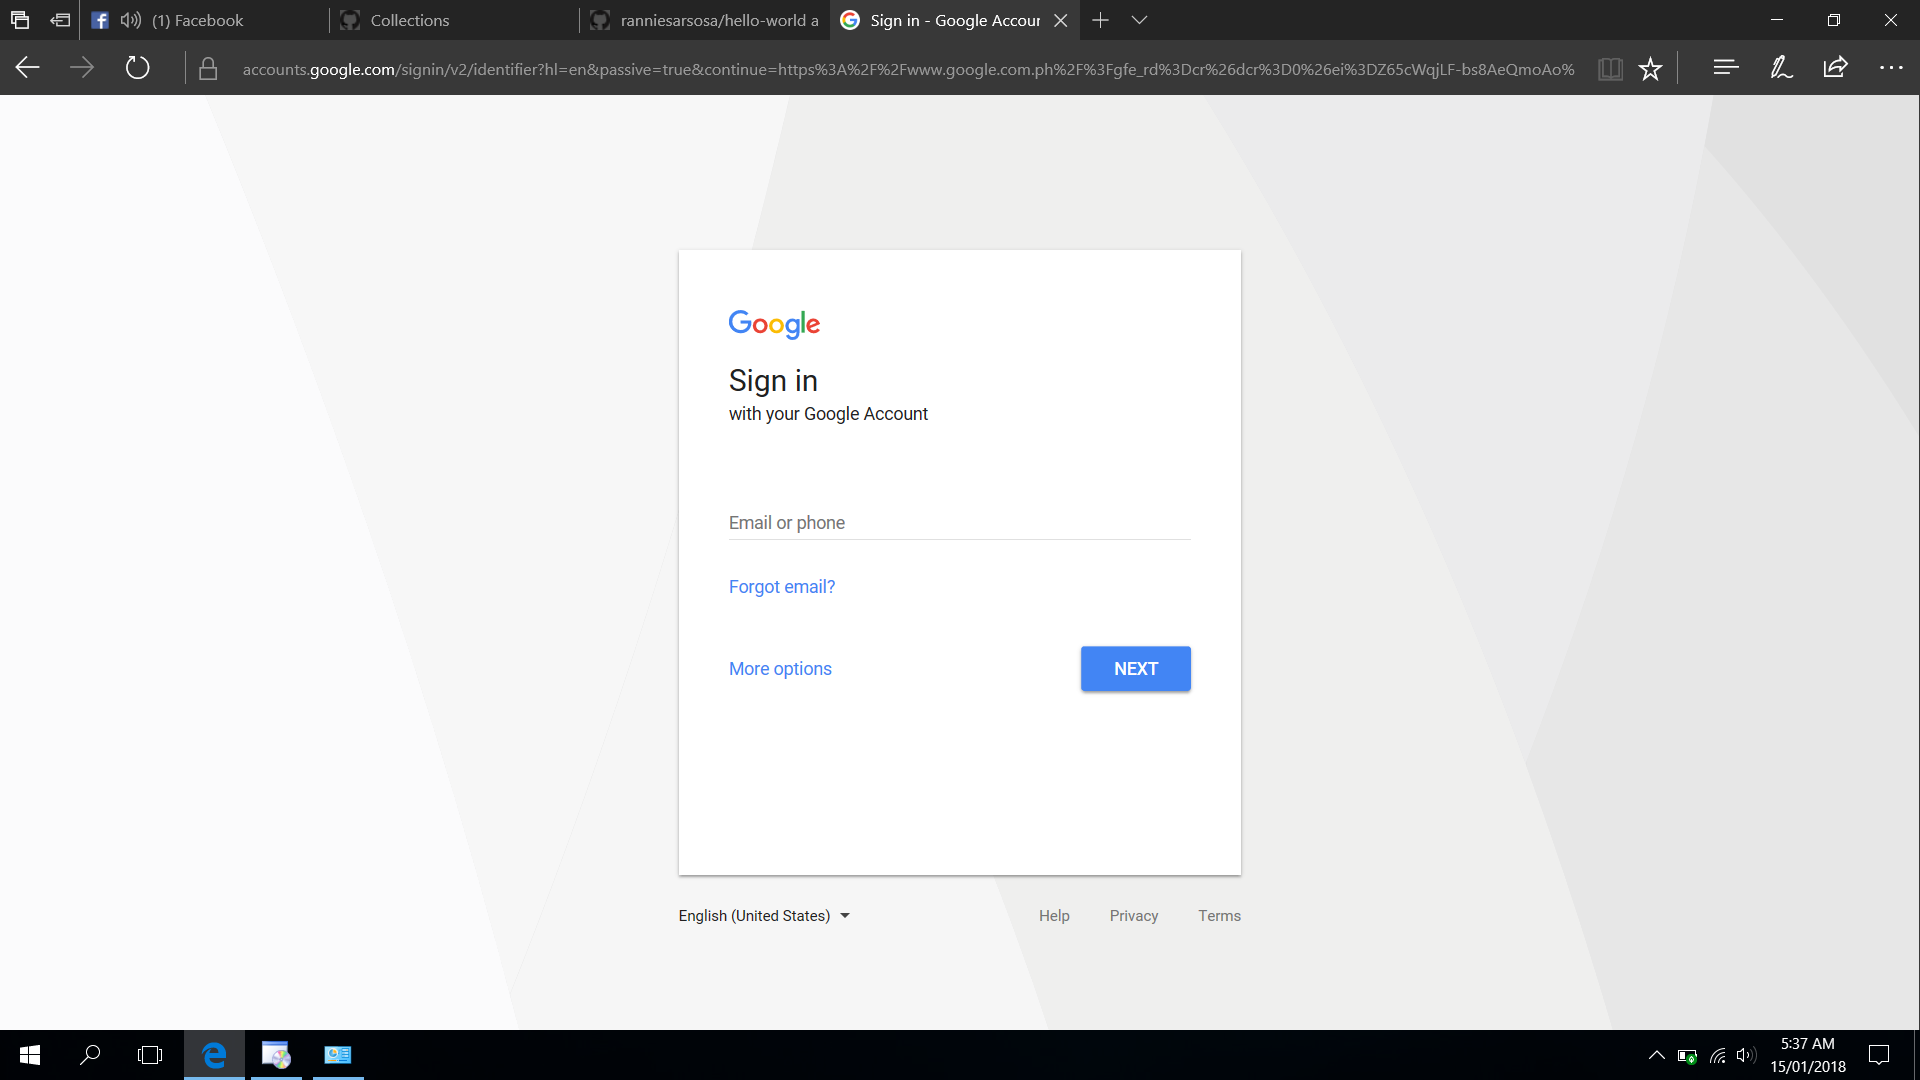 (1) Facebook
Collections
ranniesarsosa/hello-world a
Sign in - Google Accour
accounts.google.com/signin/v2/identifier?hl=en&passive=true&continue=https%3A%2F%2Fwww.google.com.ph%2F%3Fgfe_rd%3Dcr%26dcr%3D0%26ei%3DZ65cWqjLF-bs8AeQmoAo%
Google
Sign in
with your Google Account
Email or phone
Forgot email?
More options
NEXT
English (United States)
Help
Privacy
Terms
5:37 AM
15/01/2018